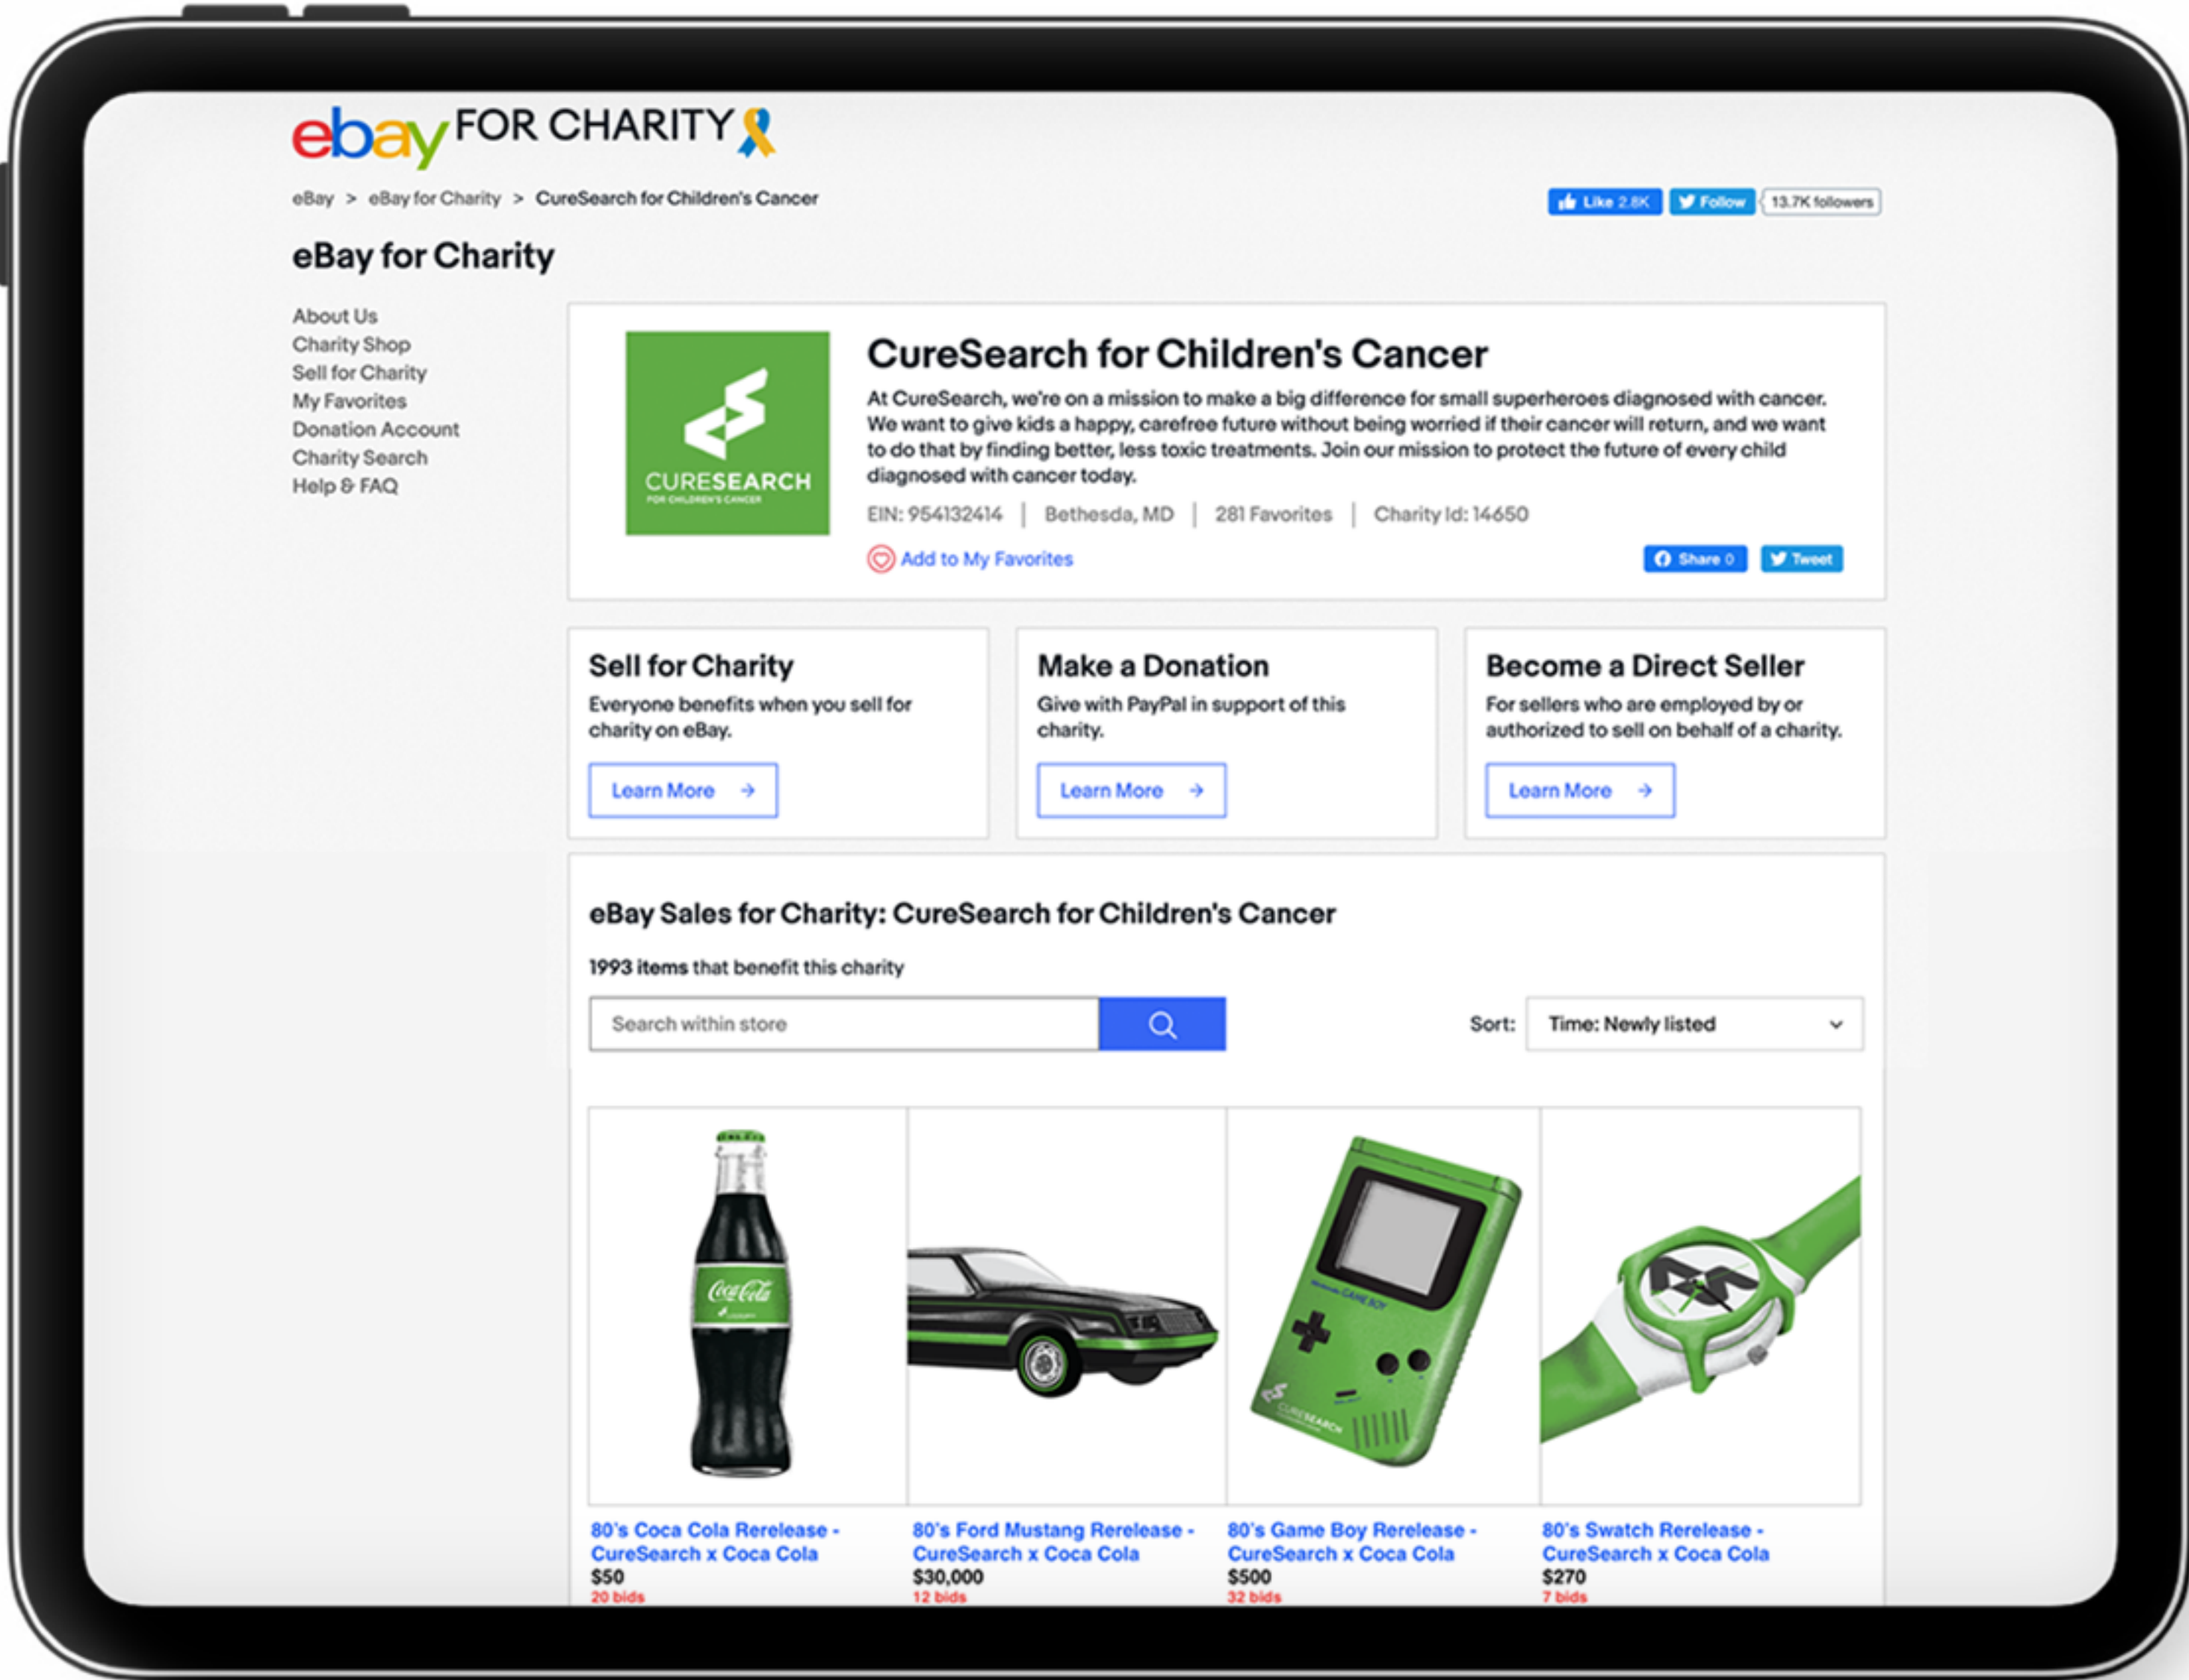 ebay FOR CHARITY
eBay > eBay for Charity > CureSearch for Children's Cancer
Like 2.8K
Follow
13.7K followers
eBay for Charity
About Us
Charity Shop
Sell for Charity
My Favorites
Donation Account
Charity Search
Help & FAQ
CURESEARCH
FOR CHILDREN'S CANCER
CureSearch for Children's Cancer
At CureSearch, we're on a mission to make a big difference for small superheroes diagnosed with cancer.
We want to give kids a happy, carefree future without being worried if their cancer will return, and we want
to do that by finding better, less toxic treatments. Join our mission to protect the future of every child
diagnosed with cancer today.
EIN: 954132414 | Bethesda, MD | 281 Favorites | Charity Id: 14650
Add to My Favorites
Share 0
Tweet
Sell for Charity
Everyone benefits when you sell for
charity on eBay.
Learn More
Make a Donation
Give with PayPal in support of this
charity.
Learn More
Become a Direct Seller
For sellers who are employed by or
authorized to sell on behalf of a charity.
Learn More
eBay Sales for Charity: CureSearch for Children's Cancer
1993 items that benefit this charity
Search within store
Sort: Time: Newly listed
Coca-Cola
Nintendo GAME BOY
CURESEARCH
80's Coca Cola Rerelease -
CureSearch x Coca Cola
$50
20 bids
80's Ford Mustang Rerelease -
CureSearch x Coca Cola
$30,000
12 bids
80's Game Boy Rerelease -
CureSearch x Coca Cola
$500
32 bids
80's Swatch Rerelease -
CureSearch x Coca Cola
$270
7 bids